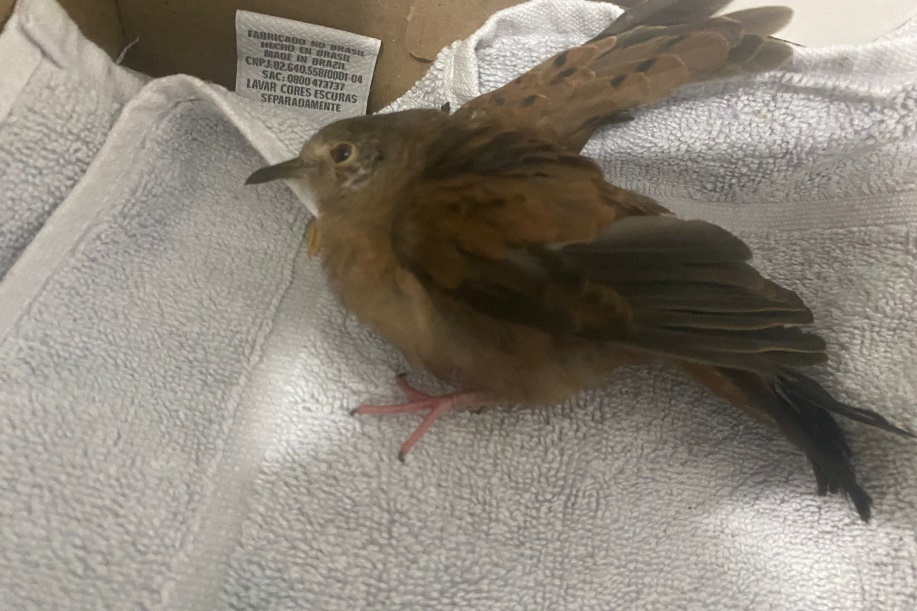 FABRICADO NO BRASIL
HECHO EN BRASIL
MADE IN BRAZIL
CNPJ:82.640.558/0001-04
SAC: 0800 473737
LAVAR CORES ESCURAS
SEPARADAMENTE